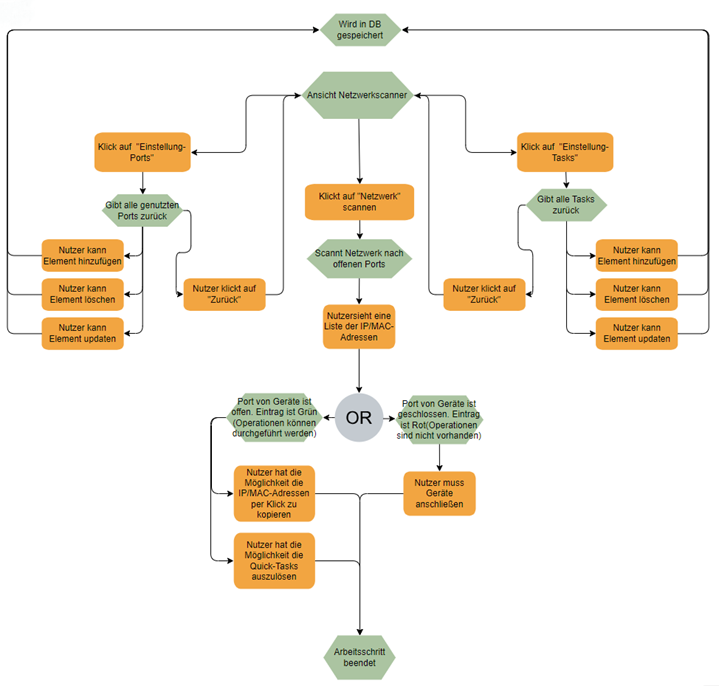 Wird in DB
gespeichert
Ansicht Netzwerkscanner
Klick auf "Einstellung-
Ports"
Klick auf "Einstellung-
Tasks"
Klickt auf "Netzwerk"
scannen
Gibt alle genutzten
Ports zurück
Gibt alle Tasks
zurück
Scannt Netzwerk nach
offenen Ports
Nutzer kann
Element hinzufügen
Nutzer kann
Element löschen
Nutzer kann
Element updaten
Nutzer klickt auf
"Zurück"
Nutzer klickt auf
"Zurück"
Nutzer kann
Element hinzufügen
Nutzer kann
Element löschen
Nutzer kann
Element updaten
Nutzersieht eine
Liste der IP/MAC-
Adressen
Port von Geräte ist
offen. Eintrag ist Grün
(Operationen können
durchgeführt werden)
OR
Port von Geräte ist
geschlossen. Eintrag
ist Rot(Operationen
sind nicht vorhanden)
Nutzer hat die
Möglichkeit die
IP/MAC-Adressen
per Klick zu
kopieren
Nutzer muss
Geräte
anschließen
Nutzer hat die
Möglichkeit die
Quick-Tasks
auszulösen
Arbeitsschritt
beendet